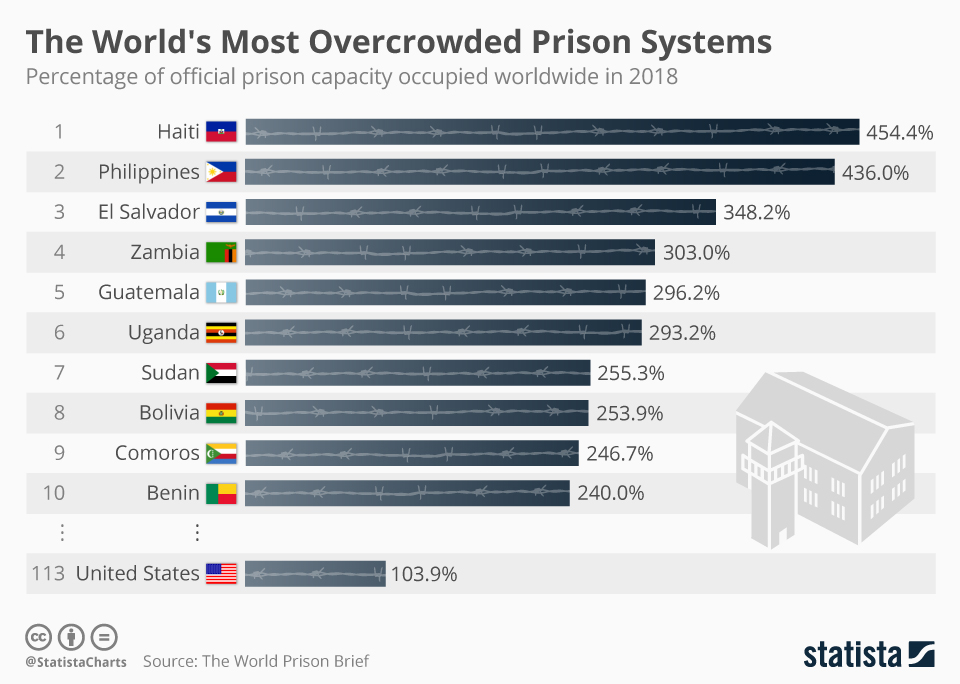 The World's Most Overcrowded Prison Systems
Percentage of official prison capacity occupied worldwide in 2018
1 Haiti 454.4%
2 Philippines 436.0%
3 El Salvador 348.2%
4 Zambia 303.0%
5 Guatemala 296.2%
6 Uganda 293.2%
7 Sudan 255.3%
8 Bolivia 253.9%
9 Comoros 246.7%
10 Benin 240.0%
⋮ ⋮
113 United States 103.9%
cc =
@StatistaCharts Source: The World Prison Brief
statista